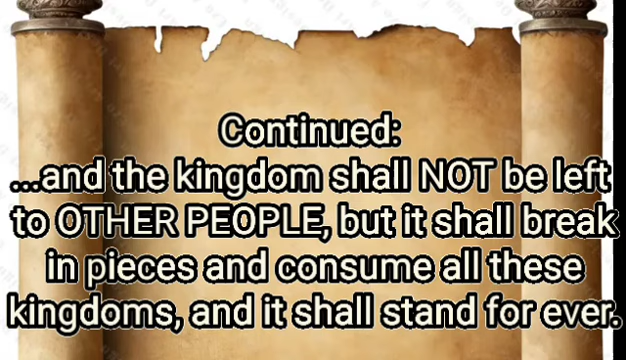 Continued:
...and the kingdom shall NOT be left
to OTHER PEOPLE, but it shall break
in pieces and consume all these
kingdoms, and it shall stand for ever.